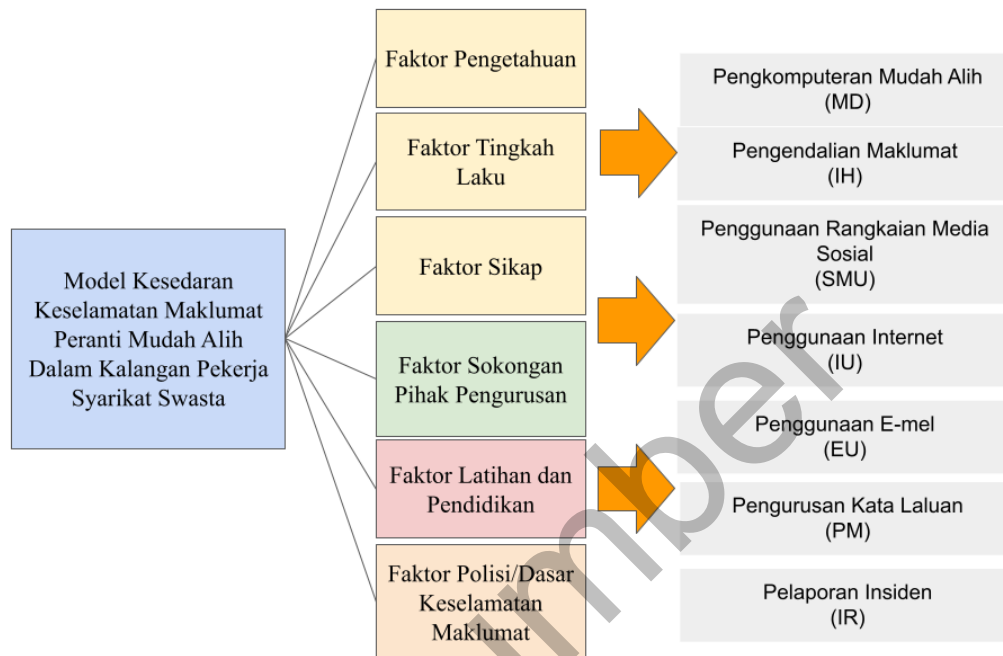 Model Kesedaran
Keselamatan Maklumat
Peranti Mudah Alih
Dalam Kalangan Pekerja
Syarikat Swasta
Faktor Pengetahuan
Faktor Tingkah
Laku
Faktor Sikap
Faktor Sokongan
Pihak Pengurusan
Faktor Latihan dan
Pendidikan
Faktor Polisi/Dasar
Keselamatan
Maklumat
Pengkomputeran Mudah Alih
(MD)
Pengendalian Maklumat
(IH)
Penggunaan Rangkaian Media
Sosial
(SMU)
Penggunaan Internet
(IU)
Penggunaan E-mel
(EU)
Pengurusan Kata Laluan
(PM)
Pelaporan Insiden
(IR)